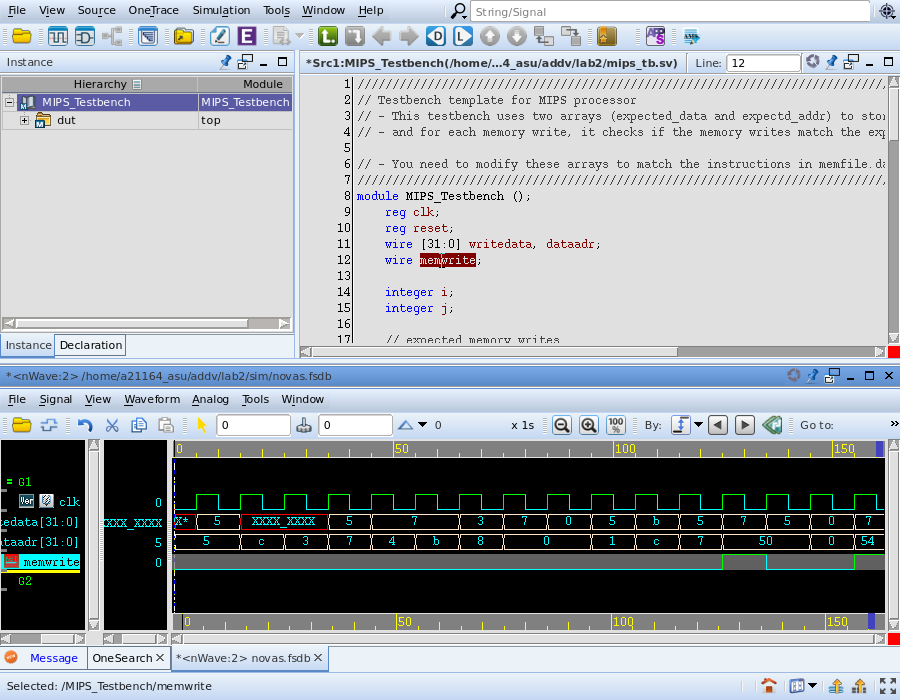 File View Source OneTrace Simulation Tools Window Help String/Signal
Instance
*Src1:MIPS_Testbench(/home/...4_asu/addv/lab2/mips_tb.sv) Line: 12
Hierarchy Module
MIPS_Testbench MIPS_Testbench
dut top
1 ////////////////////////////////////////////////////////////////////////////////
2 // Testbench template for MIPS processor
3 // - This testbench uses two arrays (expected_data and expectd_addr) to sto
4 // - and for each memory write, it checks if the memory writes match the exp
5
6 // - You need to modify these arrays to match the instructions in memfile.da
7 ////////////////////////////////////////////////////////////////////////////////
8 module MIPS_Testbench ();
9 reg clk;
10 reg reset;
11 wire [31:0] writedata, dataadr;
12 wire memwrite;
13
14 integer i;
15 integer j;
16
17 // expected memory writes
Instance Declaration
*<nWave:2> /home/a21164_asu/addv/lab2/sim/novas.fsdb
File Signal View Waveform Analog Tools Window
0 0 0 x 1s 100 % By: Go to: »
0 50 100 150
= G1
clk 0
tedata[31:0] XXX_XXXX X* 5 XXXX_XXXX 5 7 3 7 0 5 b 5 7 5 0 7
taadr[31:0] 5 5 c 3 7 4 b 8 0 1 c 7 50 0 54
memwrite 0
G2
0 50 100 150
Message OneSearch *<nWave:2> novas.fsdb
Selected: /MIPS_Testbench/memwrite